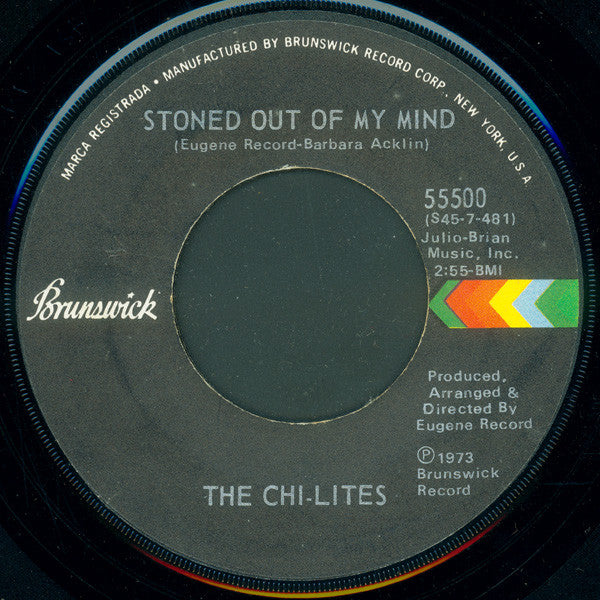 MARCA REGISTRADA • MANUFACTURED BY BRUNSWICK RECORD CORP., NEW YORK, U.S.A
STONED OUT OF MY MIND
(Eugene Record-Barbara Acklin)
55500
(S45-7-481)
Julio-Brian
Music, Inc.
2:55-BMI
Brunswick
Produced,
Arranged &
Directed By
Eugene Record
℗ 1973
Brunswick
Record
THE CHI-LITES